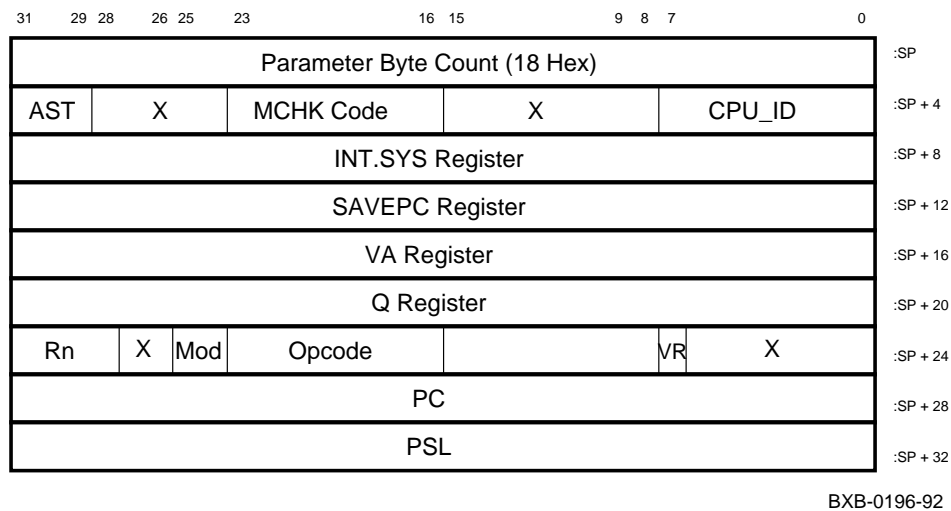 31 29 28 26 25 23 16 15 9 8 7 0
Parameter Byte Count (18 Hex) :SP
AST X MCHK Code X CPU_ID :SP + 4
INT.SYS Register :SP + 8
SAVEPC Register :SP + 12
VA Register :SP + 16
Q Register :SP + 20
Rn X Mod Opcode VR X :SP + 24
PC :SP + 28
PSL :SP + 32
BXB-0196-92